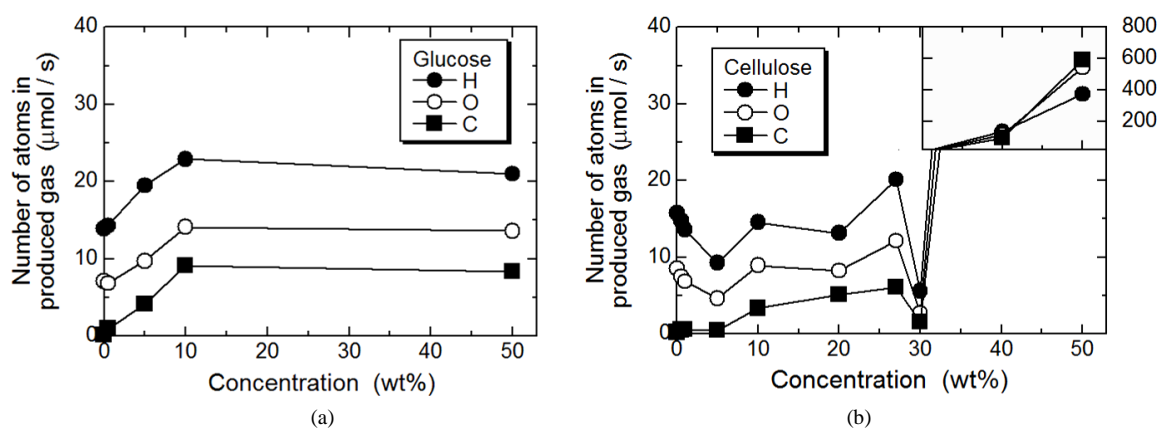 40
30
20
10
0
Number of atoms in
produced gas (μmol / s)
Glucose
H
O
C
0 10 20 30 40 50
Concentration (wt%)
(a)
40
30
20
10
0
Number of atoms in
produced gas (μmol / s)
Cellulose
H
O
C
800
600
400
200
0 10 20 30 40 50
Concentration (wt%)
(b)